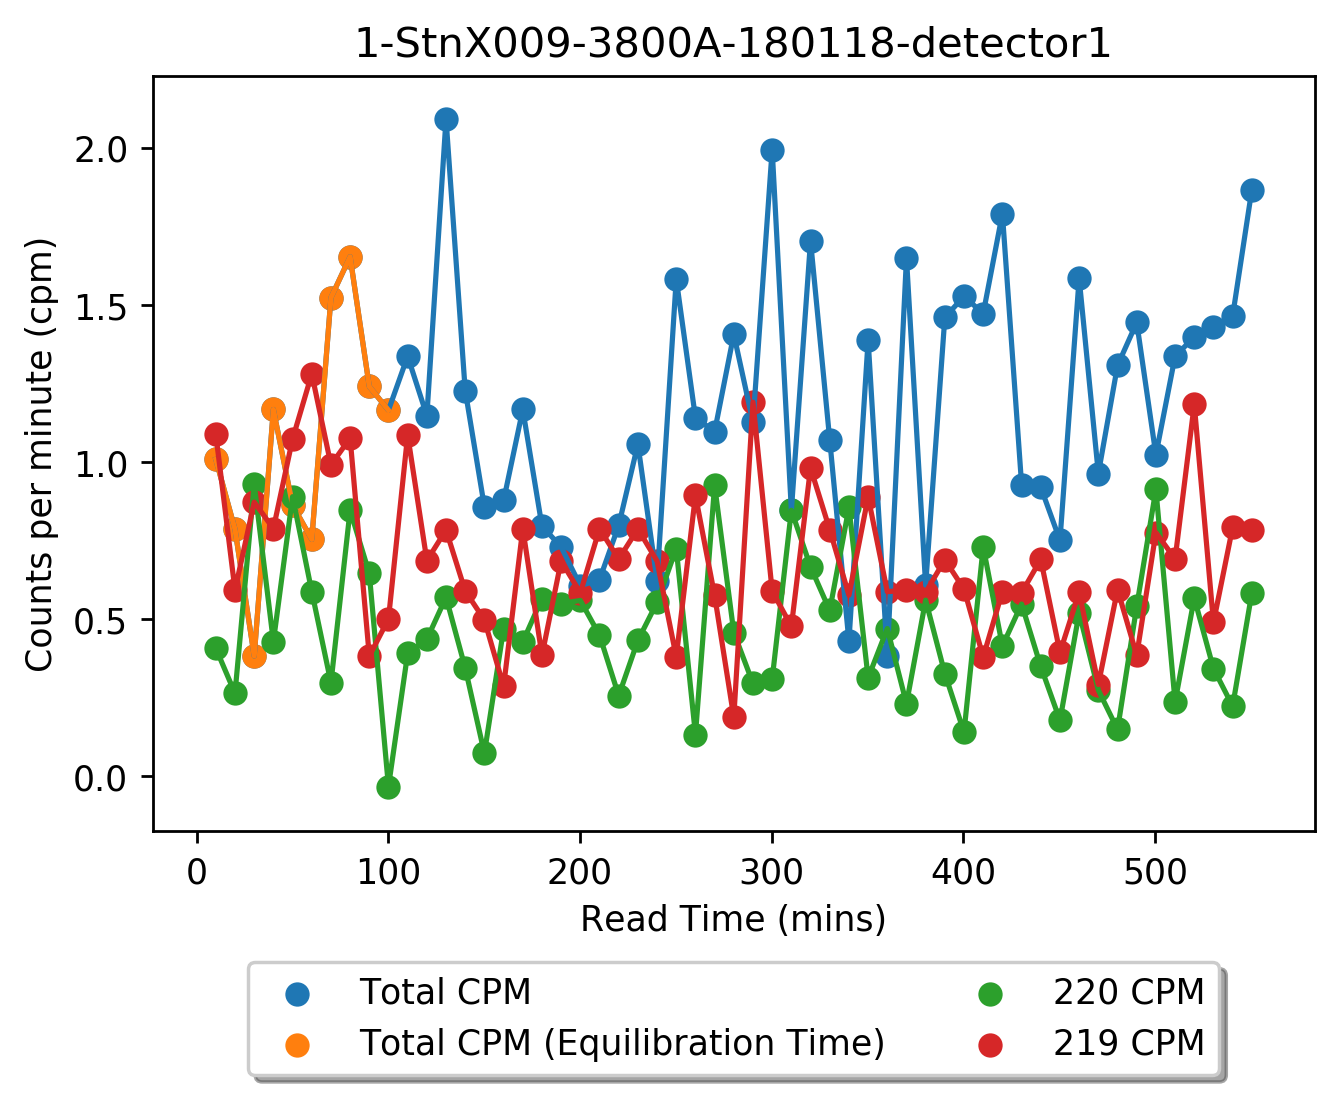 1-StnX009-3800A-180118-detector1
Counts per minute (cpm)
2.0
1.5
1.0
0.5
0.0
0 100 200 300 400 500
Read Time (mins)
Total CPM
Total CPM (Equilibration Time)
220 CPM
219 CPM